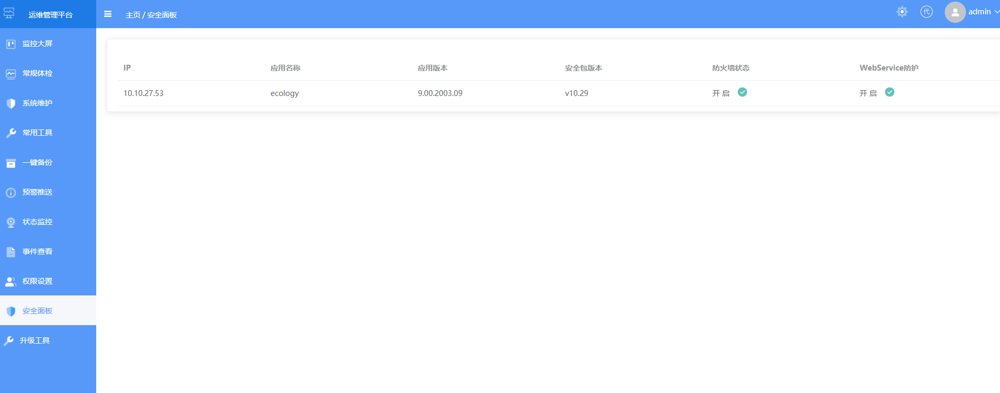 运维管理平台
主页 / 安全面板
代
admin
监控大屏
常规体检
系统维护
常用工具
一键备份
预警推送
状态监控
事件查看
权限设置
安全面板
升级工具
IP 应用名称 应用版本 安全包版本 防火墙状态 WebService防护
10.10.27.53 ecology 9.00.2003.09 v10.29 开 启 开 启